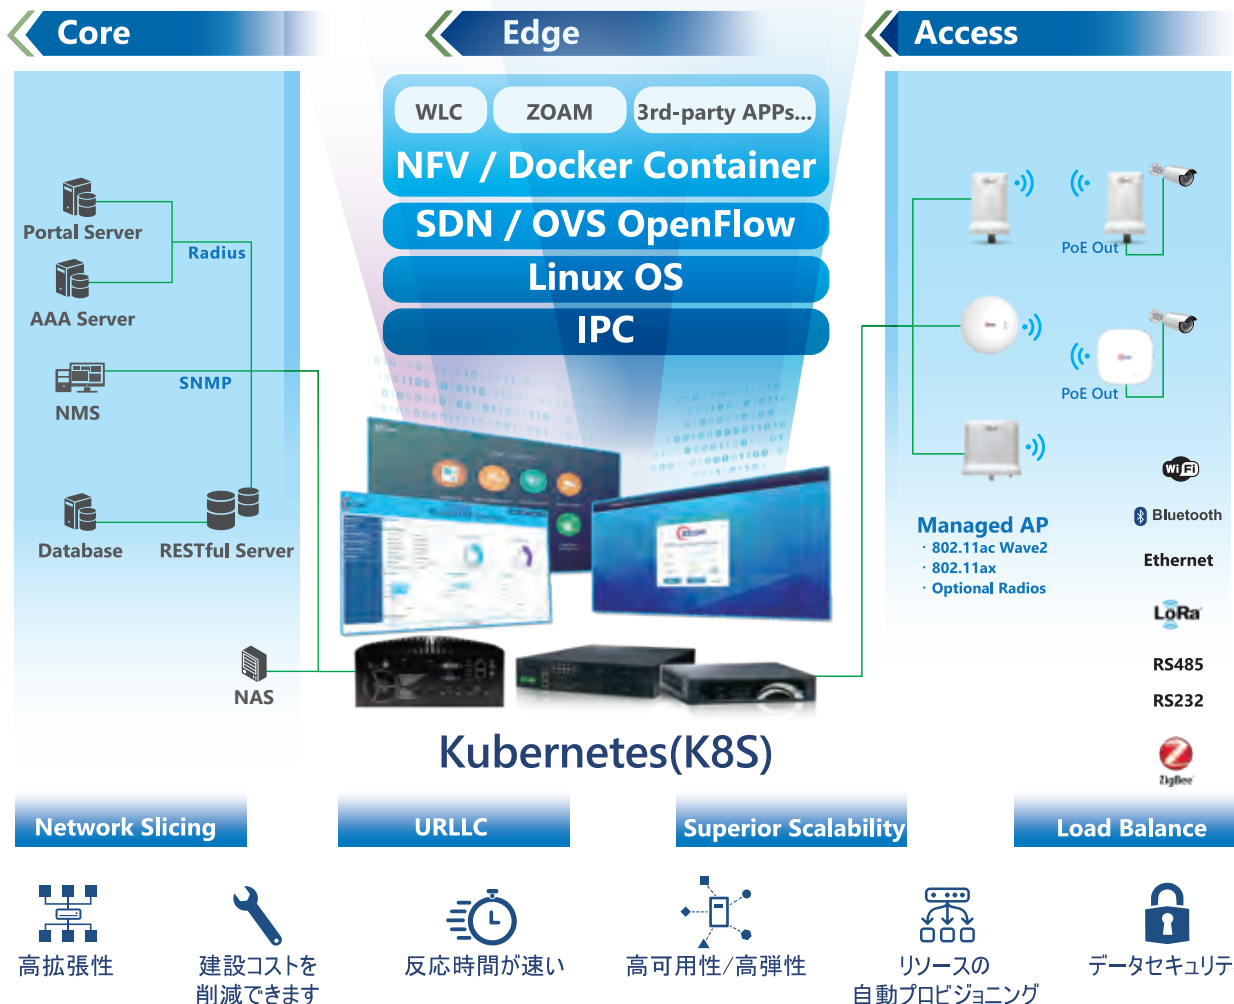 Core
Edge
Access
WLC
ZOAM
3rd-party APPs...
NFV / Docker Container
SDN / OVS OpenFlow
Linux OS
IPC
Portal Server
Radius
AAA Server
SNMP
NMS
Database
RESTful Server
NAS
PoE Out
PoE Out
Managed AP
· 802.11ac Wave2
· 802.11ax
· Optional Radios
WiFi
Bluetooth
Ethernet
LoRa
RS485
RS232
ZigBee
Kubernetes(K8S)
Network Slicing
URLLC
Superior Scalability
Load Balance
高拡張性
建設コストを
削減できます
反応時間が速い
高可用性/高弾性
リソースの
自動プロビジョニング
データセキュリテ